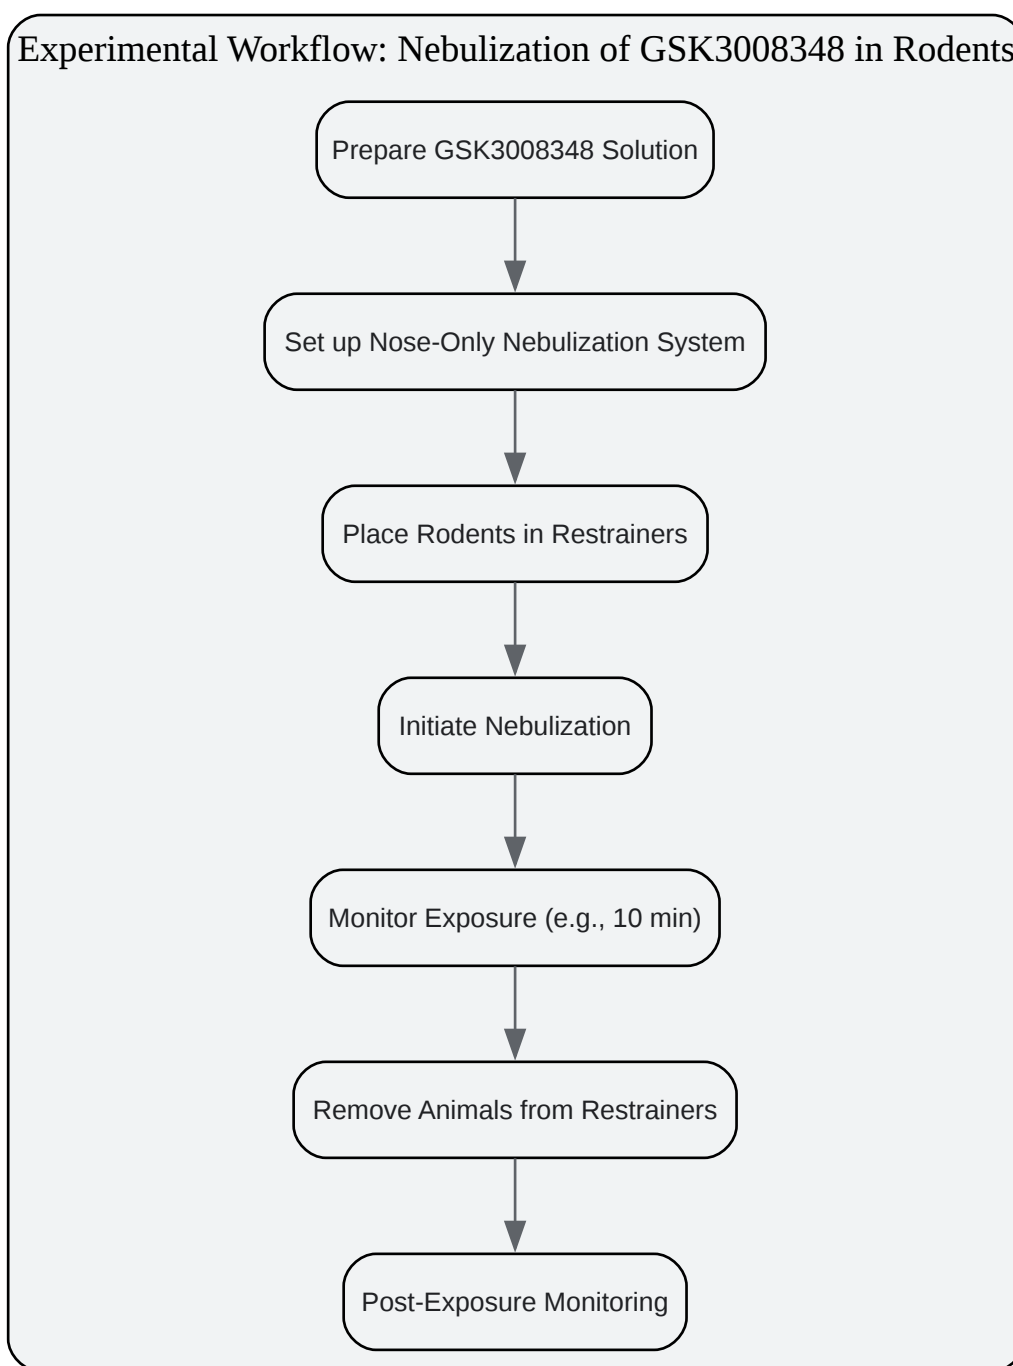 Experimental Workflow: Nebulization of GSK3008348 in Rodents
Prepare GSK3008348 Solution
Set up Nose-Only Nebulization System
Place Rodents in Restrainers
Initiate Nebulization
Monitor Exposure (e.g., 10 min)
Remove Animals from Restrainers
Post-Exposure Monitoring